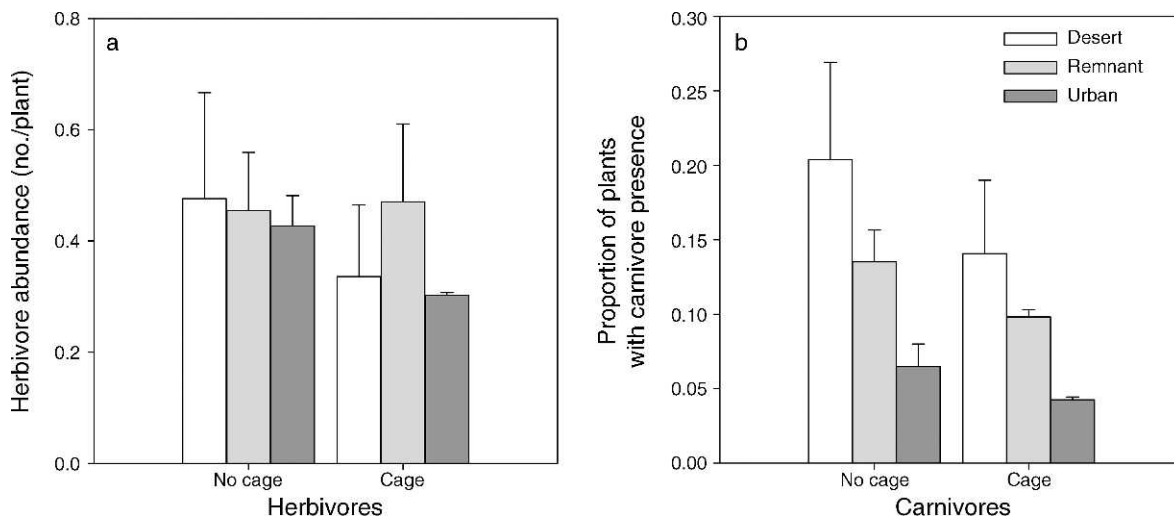 a
Herbivore abundance (no./plant)
0.8
0.6
0.4
0.2
0.0
No cage
Cage
Herbivores
b
Proportion of plants
with carnivore presence
0.30
0.25
0.20
0.15
0.10
0.05
0.00
Desert
Remnant
Urban
No cage
Cage
Carnivores